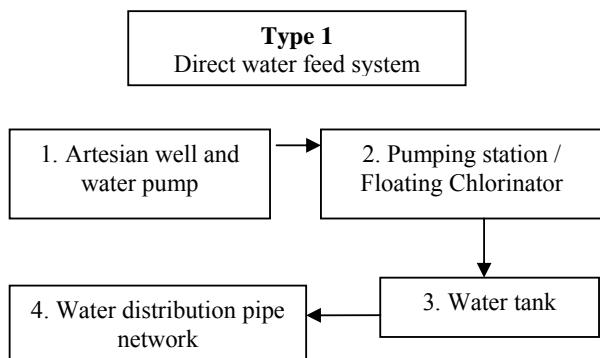 Type 1
Direct water feed system
1. Artesian well and
water pump
2. Pumping station /
Floating Chlorinator
3. Water tank
4. Water distribution pipe
network